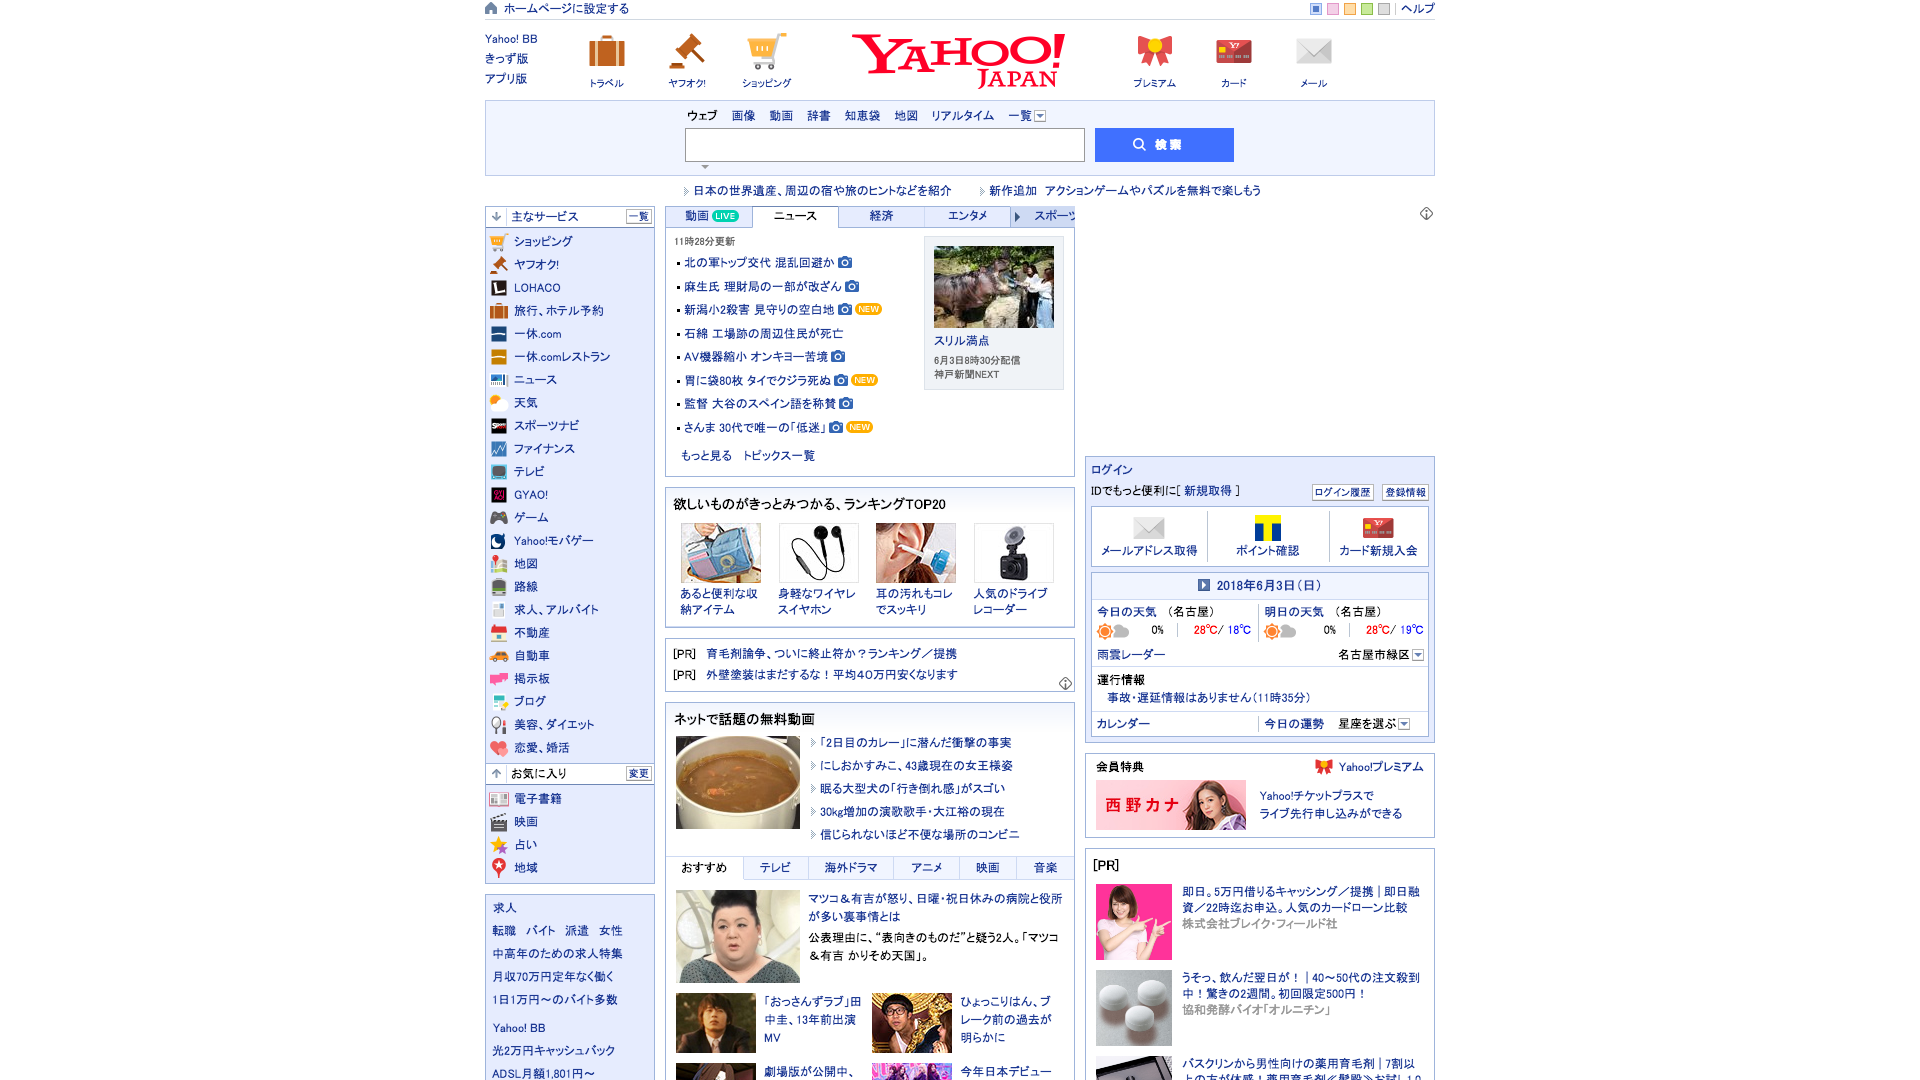 ホームページに設定する
ヘルプ
Yahoo! BB
きっず版
アプリ版
トラベル
ヤフオク!
ショッピング
YAHOO!
JAPAN
プレミアム
カード
メール
ウェブ 画像 動画 辞書 知恵袋 地図 リアルタイム 一覧
検索
日本の世界遺産、周辺の宿や旅のヒントなどを紹介
新作追加 アクションゲームやパズルを無料で楽しもう
主なサービス 一覧
ショッピング
ヤフオク!
LOHACO
旅行、ホテル予約
一休.com
一休.comレストラン
ニュース
天気
スポーツナビ
ファイナンス
テレビ
GYAO!
ゲーム
Yahoo!モバゲー
地図
路線
求人、アルバイト
不動産
自動車
掲示板
ブログ
美容、ダイエット
恋愛、婚活
お気に入り 変更
電子書籍
映画
占い
地域
求人
転職 バイト 派遣 女性
中高年のための求人特集
月収70万円定年なく働く
1日1万円～のバイト多数
Yahoo! BB
光2万円キャッシュバック
ADSL月額1,801円～
動画 LIVE ニュース 経済 エンタメ スポーツ
11時28分更新
北の軍トップ交代 混乱回避か
麻生氏 理財局の一部が改ざん
新潟小2殺害 見守りの空白地 NEW
石綿 工場跡の周辺住民が死亡
AV機器縮小 オンキヨー苦境
胃に袋80枚 タイでクジラ死ぬ NEW
監督 大谷のスペイン語を称賛
さんま 30代で唯一の「低迷」 NEW
もっと見る トピックス一覧
スリル満点
6月3日8時30分配信
神戸新聞NEXT
欲しいものがきっとみつかる、ランキングTOP20
あると便利な収
納アイテム
身軽なワイヤレ
スイヤホン
耳の汚れもコレ
でスッキリ
人気のドライブ
レコーダー
[PR] 育毛剤論争、ついに終止符か？ランキング／提携
[PR] 外壁塗装はまだするな！平均４０万円安くなります
ネットで話題の無料動画
「2日目のカレー」に潜んだ衝撃の事実
にしおかすみこ、43歳現在の女王様姿
眠る大型犬の「行き倒れ感」がスゴい
30kg増加の演歌歌手・大江裕の現在
信じられないほど不便な場所のコンビニ
おすすめ テレビ 海外ドラマ アニメ 映画 音楽
マツコ＆有吉が怒り、日曜・祝日休みの病院と役所
が多い裏事情とは
公表理由に、“表向きのものだ”と疑う2人。「マツコ
＆有吉 かりそめ天国」。
「おっさんずラブ」田
中圭、13年前出演
MV
ひょっこりはん、ブ
レーク前の過去が
明らかに
劇場版が公開中、
今年日本デビュー
ログイン
IDでもっと便利に[ 新規取得 ]
ログイン履歴 登録情報
メールアドレス取得
ポイント確認
カード新規入会
2018年6月3日（日）
今日の天気 （名古屋）
0% 28℃/ 18℃
明日の天気 （名古屋）
0% 28℃/ 19℃
雨雲レーダー 名古屋市緑区
運行情報
事故・遅延情報はありません（11時35分）
カレンダー 今日の運勢 星座を選ぶ
会員特典 Yahoo!プレミアム
西野カナ
Yahoo!チケットプラスで
ライブ先行申し込みができる
[PR]
即日。5万円借りるキャッシング／提携｜即日融
資／22時迄お申込。人気のカードローン比較
株式会社ブレイク・フィールド社
うそっ、飲んだ翌日が！｜40～50代の注文殺到
中！驚きの2週間。初回限定500円！
協和発酵バイオ「オルニチン」
バスクリンから男性向けの薬用育毛剤｜7割以